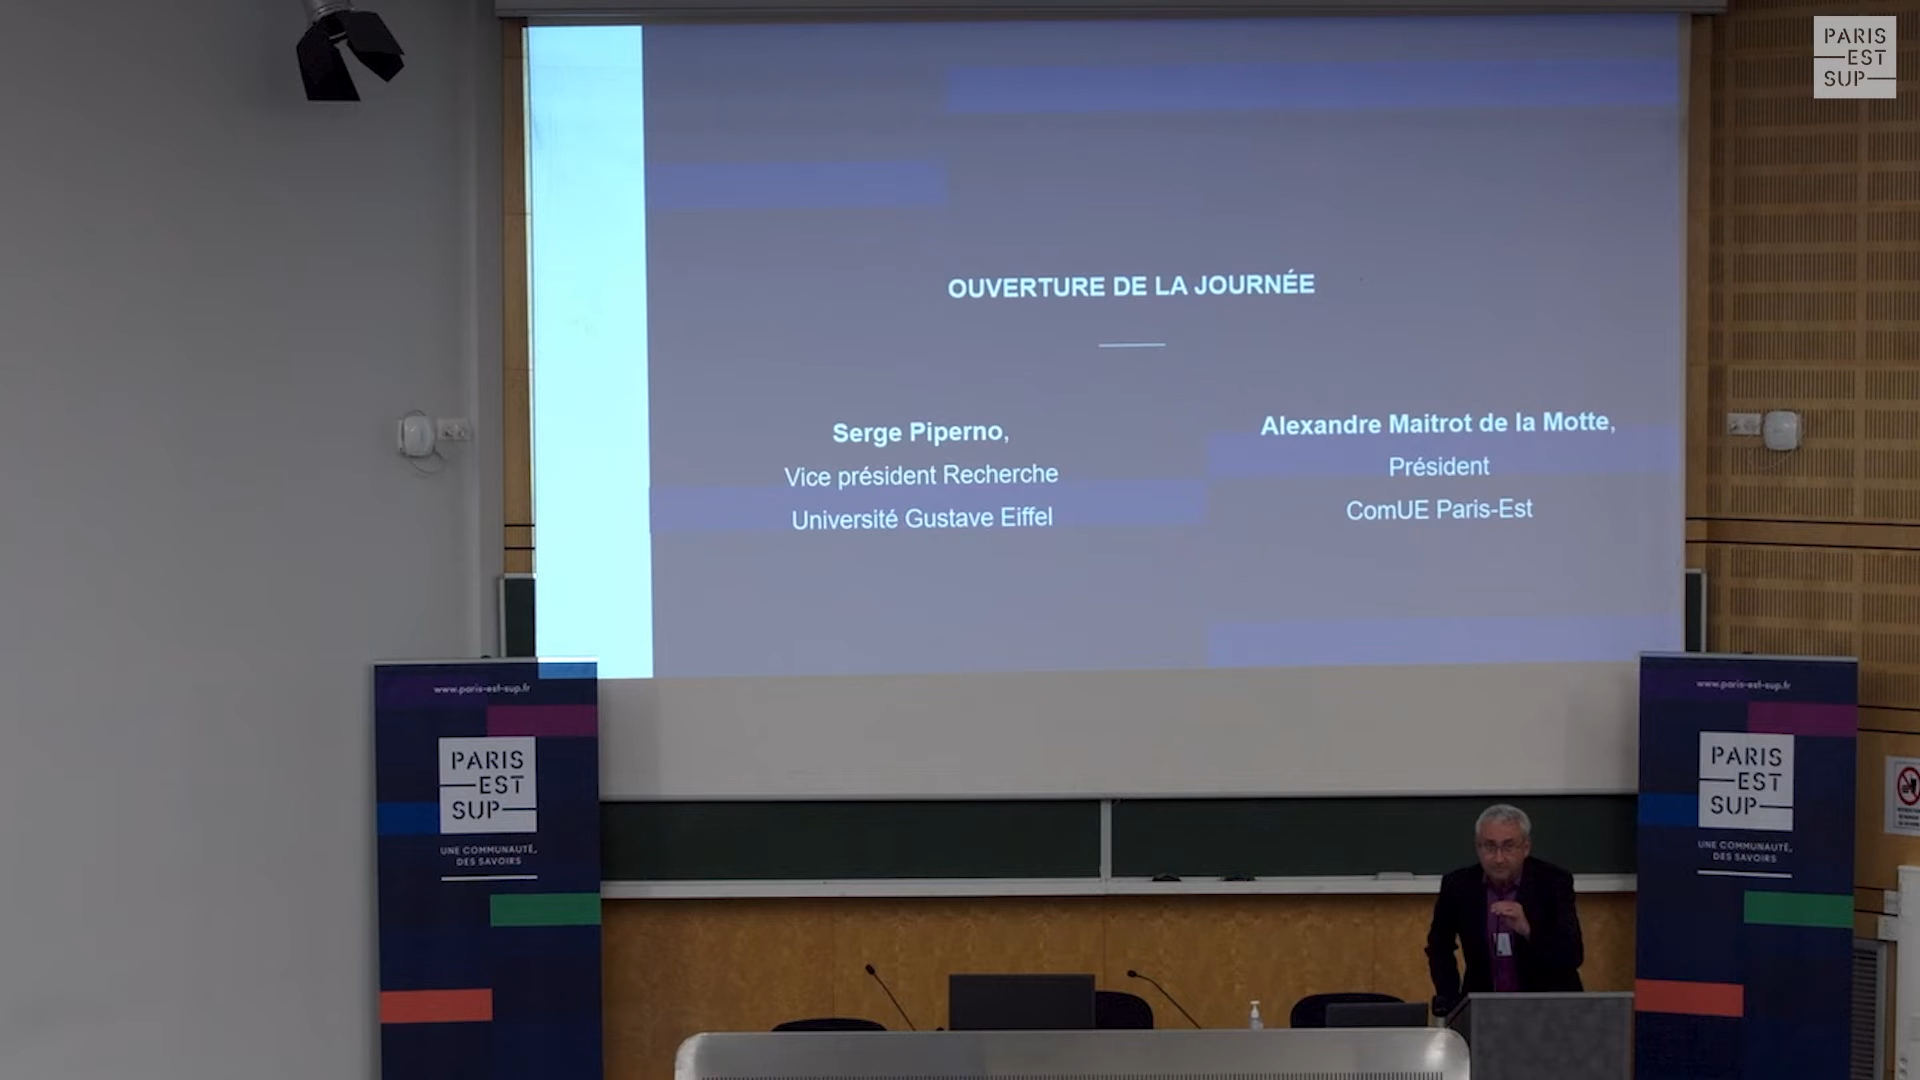 PARIS
EST
SUP
OUVERTURE DE LA JOURNÉE
Serge Piperno,
Vice président Recherche
Université Gustave Eiffel
Alexandre Maitrot de la Motte,
Président
ComUE Paris-Est
www.paris-est-sup.fr
PARIS
EST
SUP
UNE COMMUNAUTÉ,
DES SAVOIRS
www.paris-est-sup.fr
PARIS
EST
SUP
UNE COMMUNAUTÉ,
DES SAVOIRS